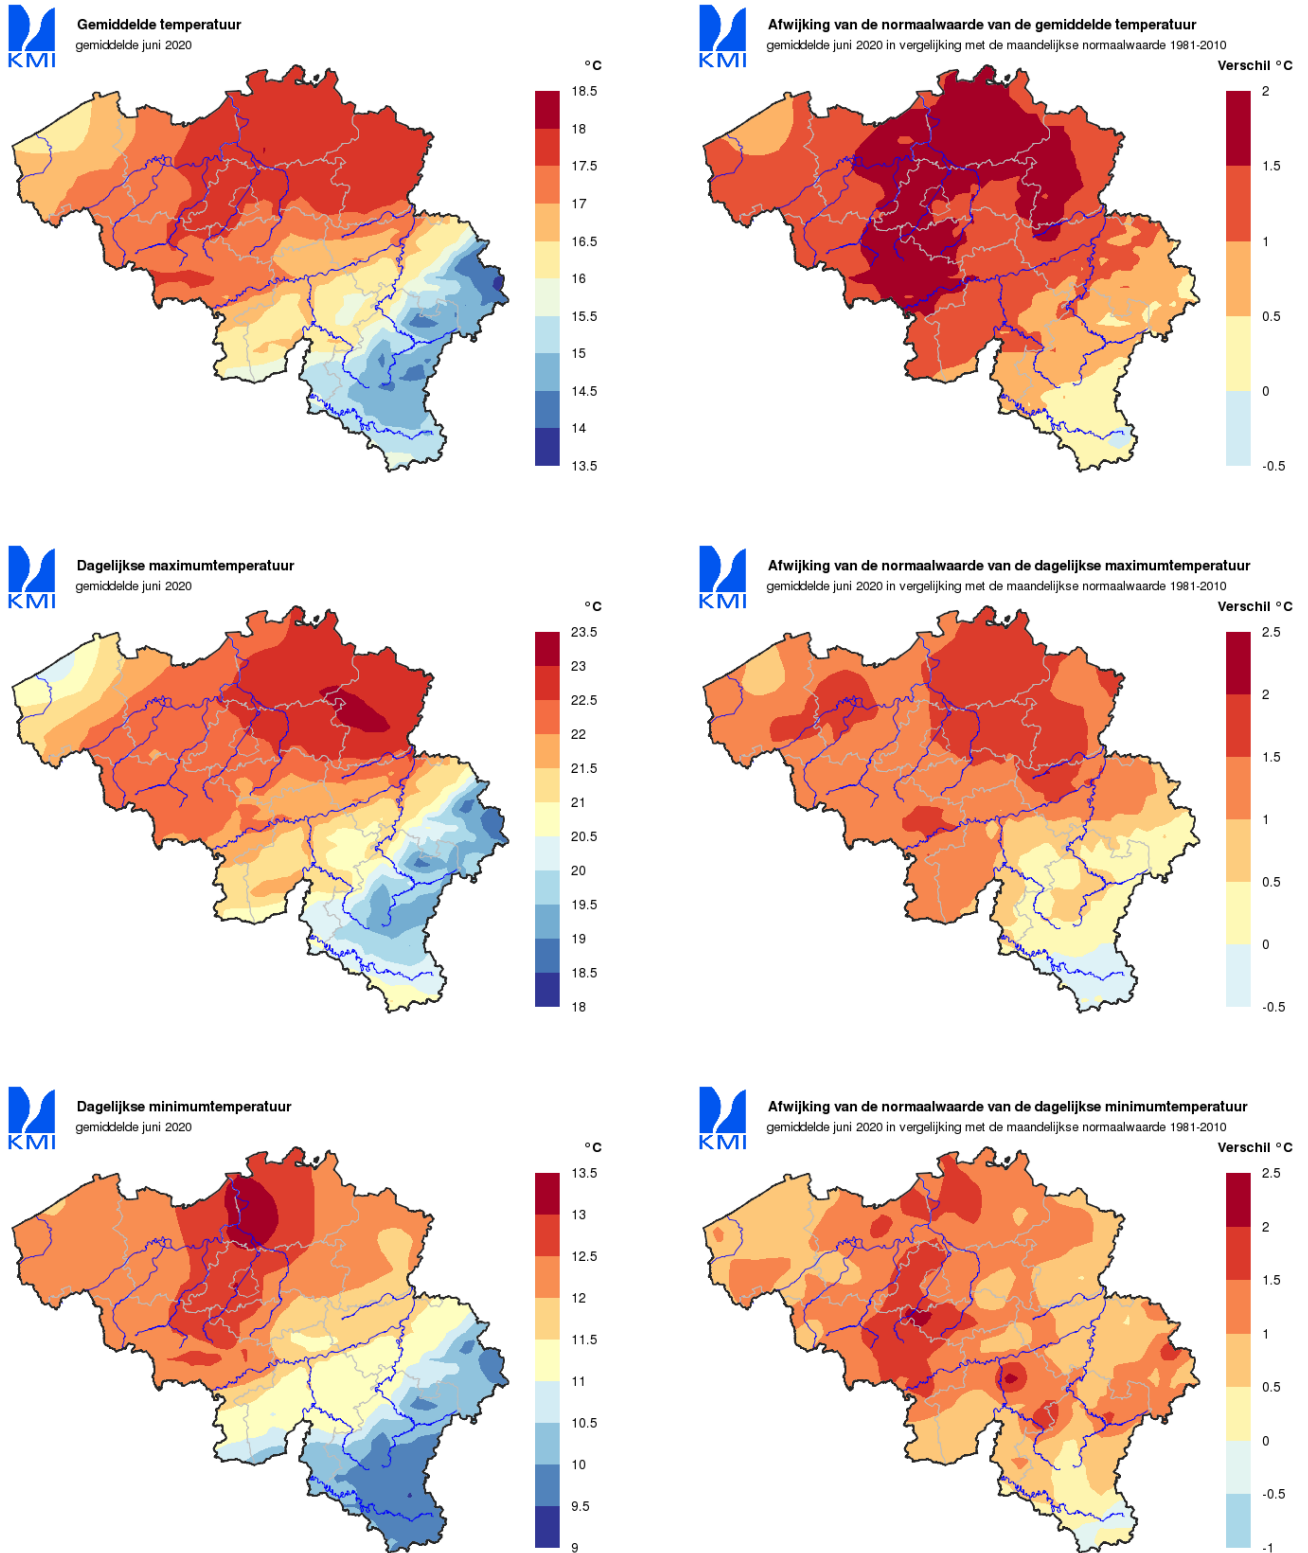 KMI
Gemiddelde temperatuur
gemiddelde juni 2020
°C
18.5
18
17.5
17
16.5
16
15.5
15
14.5
14
13.5
KMI
Afwijking van de normaalwaarde van de gemiddelde temperatuur
gemiddelde juni 2020 in vergelijking met de maandelijkse normaalwaarde 1981-2010
Verschil °C
2
1.5
1
0.5
0
-0.5
KMI
Dagelijkse maximumtemperatuur
gemiddelde juni 2020
°C
23.5
23
22.5
22
21.5
21
20.5
20
19.5
19
18.5
18
KMI
Afwijking van de normaalwaarde van de dagelijkse maximumtemperatuur
gemiddelde juni 2020 in vergelijking met de maandelijkse normaalwaarde 1981-2010
Verschil °C
2.5
2
1.5
1
0.5
0
-0.5
KMI
Dagelijkse minimumtemperatuur
gemiddelde juni 2020
°C
13.5
13
12.5
12
11.5
11
10.5
10
9.5
9
KMI
Afwijking van de normaalwaarde van de dagelijkse minimumtemperatuur
gemiddelde juni 2020 in vergelijking met de maandelijkse normaalwaarde 1981-2010
Verschil °C
2.5
2
1.5
1
0.5
0
-0.5
-1